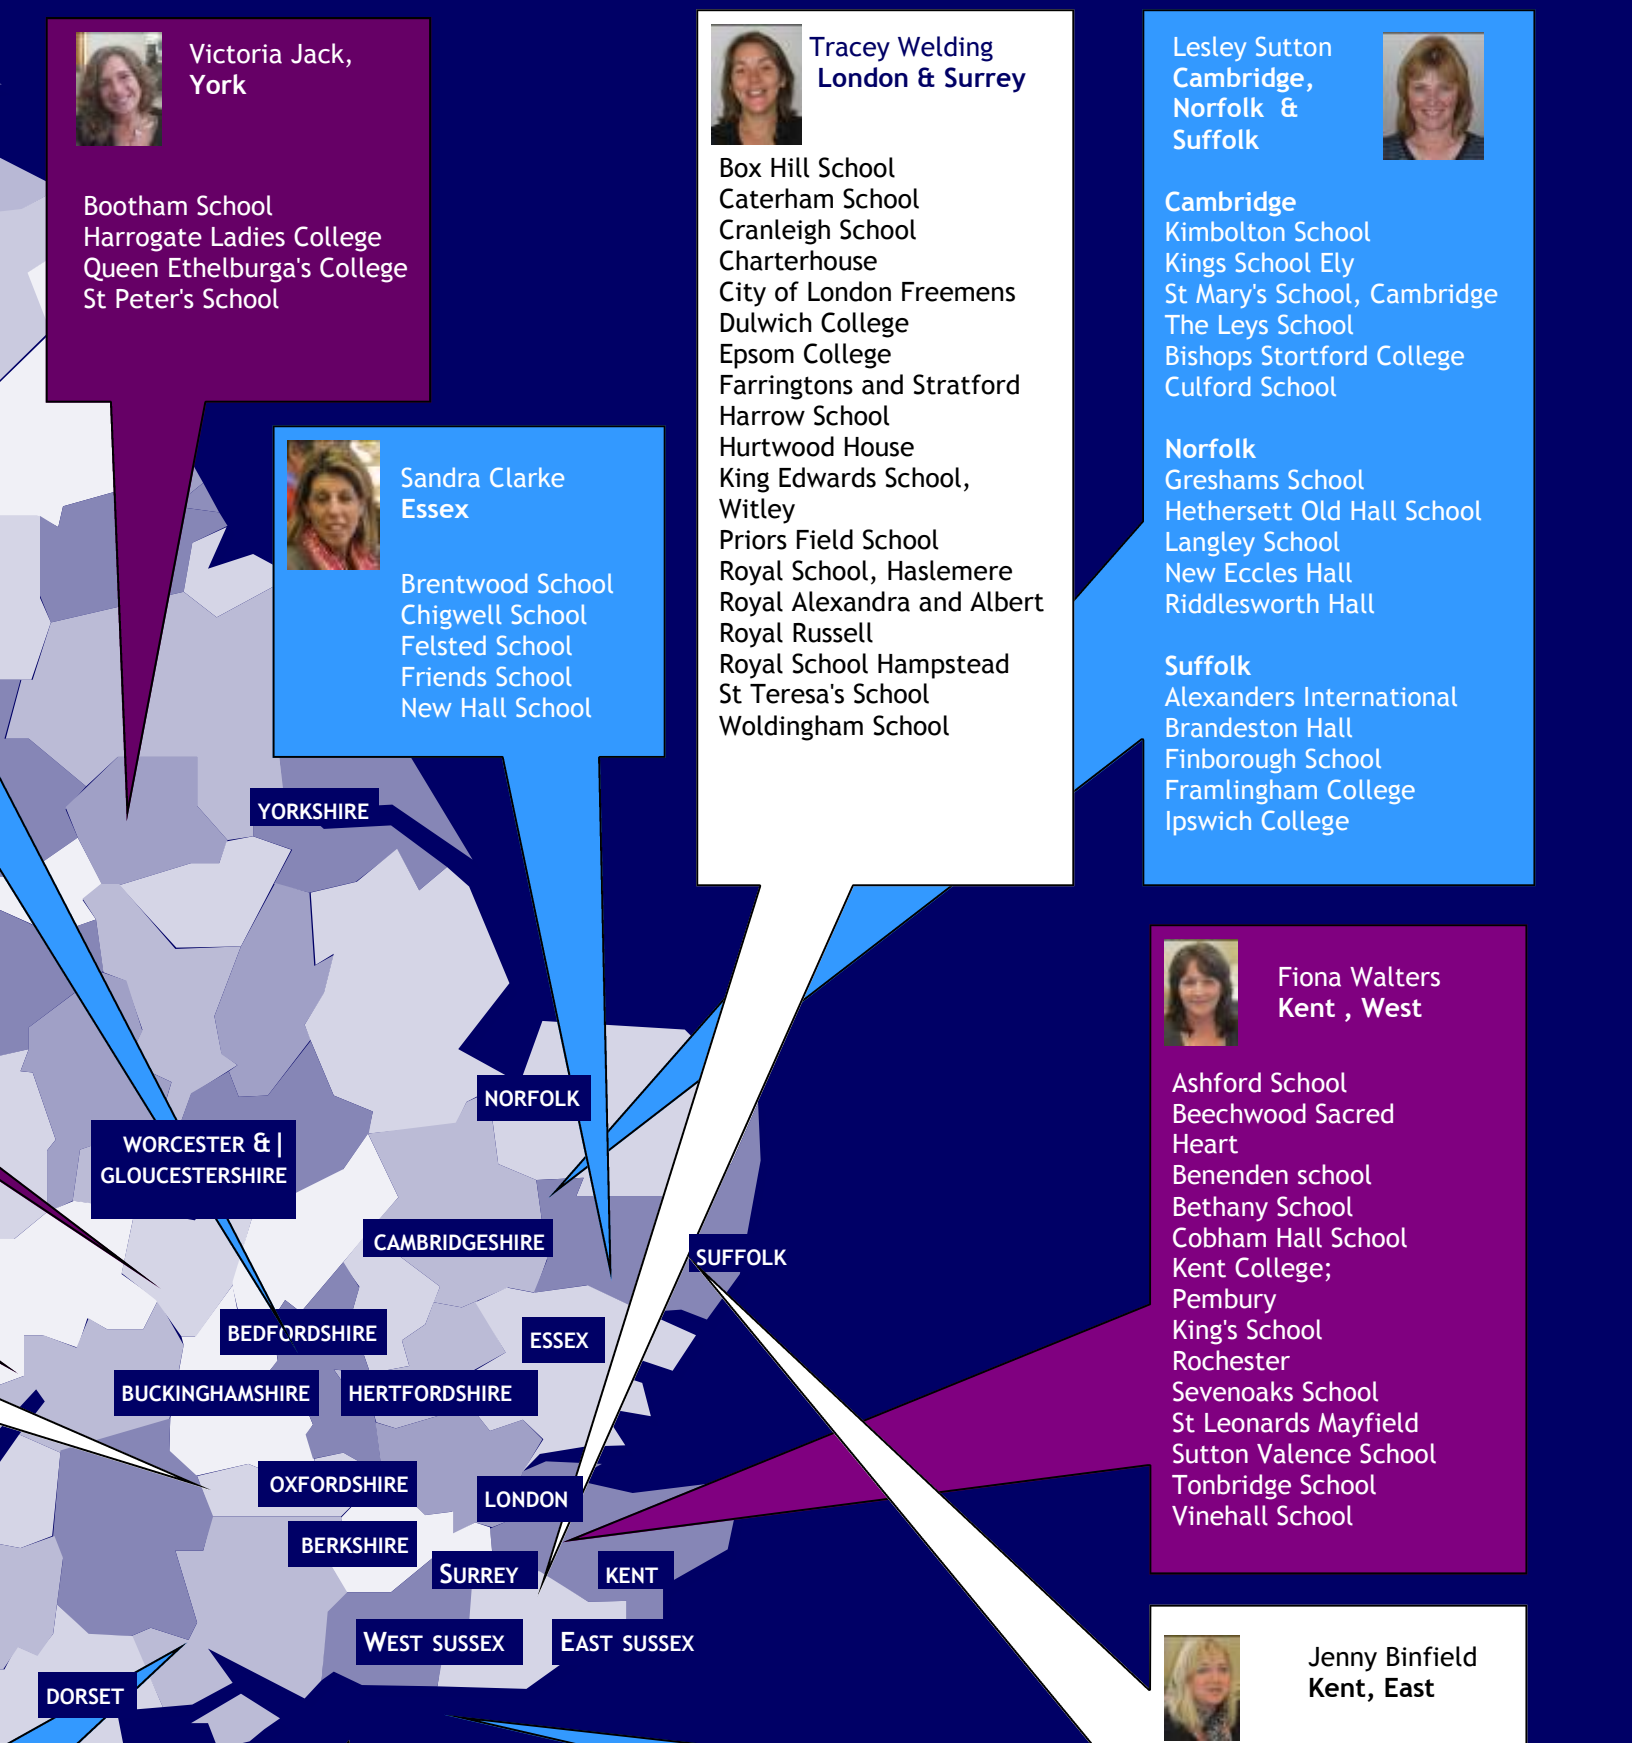 Victoria Jack,
York
Bootham School
Harrogate Ladies College
Queen Ethelburga's College
St Peter's School
Sandra Clarke
Essex
Brentwood School
Chigwell School
Felsted School
Friends School
New Hall School
Tracey Welding
London & Surrey
Box Hill School
Caterham School
Cranleigh School
Charterhouse
City of London Freemens
Dulwich College
Epsom College
Farringtons and Stratford
Harrow School
Hurtwood House
King Edwards School,
Witley
Priors Field School
Royal School, Haslemere
Royal Alexandra and Albert
Royal Russell
Royal School Hampstead
St Teresa's School
Woldingham School
Lesley Sutton
Cambridge,
Norfolk &
Suffolk
Cambridge
Kimbolton School
Kings School Ely
St Mary's School, Cambridge
The Leys School
Bishops Stortford College
Culford School
Norfolk
Greshams School
Hethersett Old Hall School
Langley School
New Eccles Hall
Riddlesworth Hall
Suffolk
Alexanders International
Brandeston Hall
Finborough School
Framlingham College
Ipswich College
Fiona Walters
Kent , West
Ashford School
Beechwood Sacred
Heart
Benenden school
Bethany School
Cobham Hall School
Kent College;
Pembury
King's School
Rochester
Sevenoaks School
St Leonards Mayfield
Sutton Valence School
Tonbridge School
Vinehall School
Jenny Binfield
Kent, East
YORKSHIRE
NORFOLK
WORCESTER & |
GLOUCESTERSHIRE
CAMBRIDGESHIRE
SUFFOLK
BEDFORDSHIRE
ESSEX
BUCKINGHAMSHIRE
HERTFORDSHIRE
OXFORDSHIRE
LONDON
BERKSHIRE
SURREY
KENT
WEST SUSSEX
EAST SUSSEX
DORSET